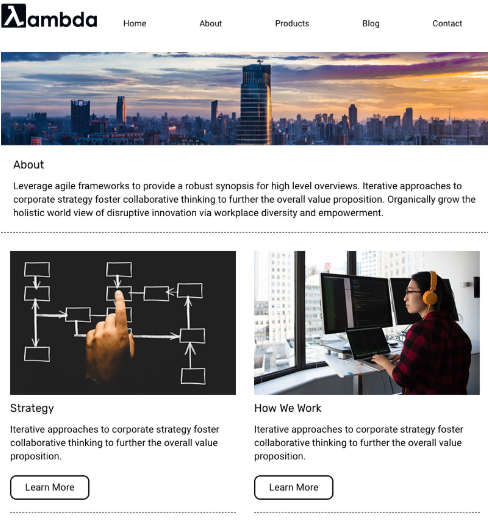 λambda
Home About Products Blog Contact
About
Leverage agile frameworks to provide a robust synopsis for high level overviews. Iterative approaches to
corporate strategy foster collaborative thinking to further the overall value proposition. Organically grow the
holistic world view of disruptive innovation via workplace diversity and empowerment.
Strategy
Iterative approaches to corporate strategy foster
collaborative thinking to further the overall value
proposition.
Learn More
How We Work
Iterative approaches to corporate strategy foster
collaborative thinking to further the overall value
proposition.
Learn More